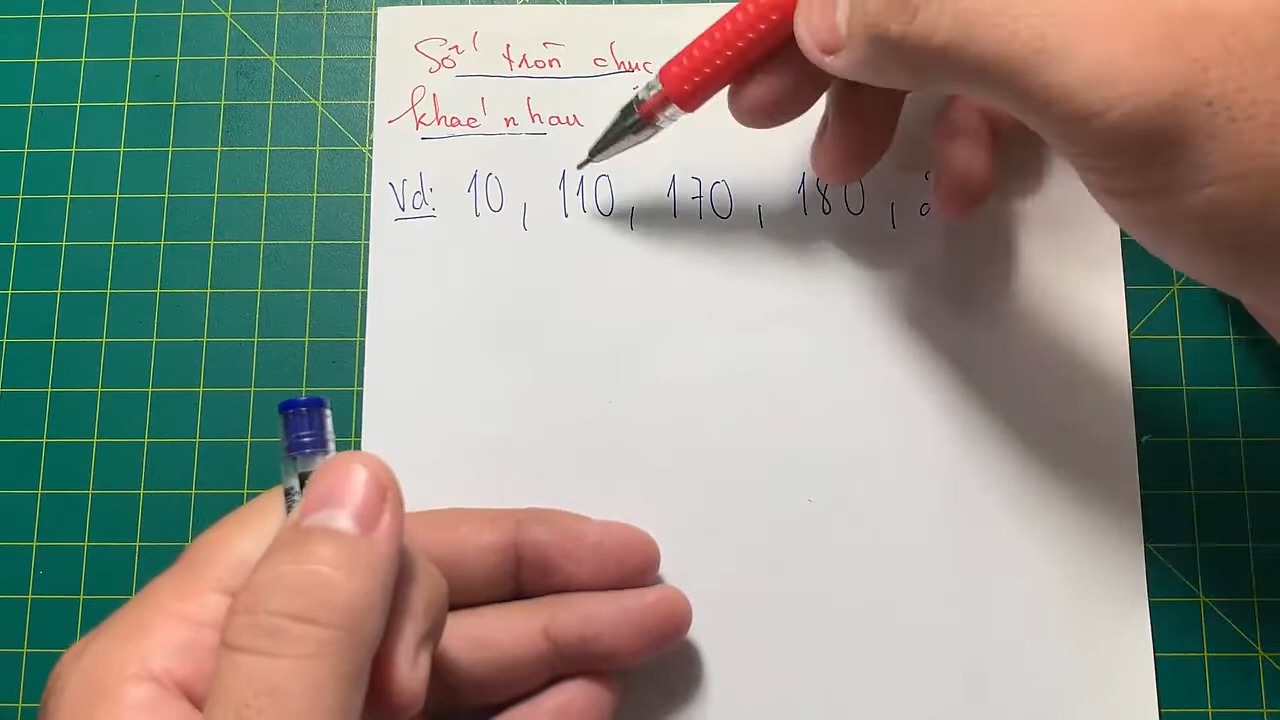 Số tròn chục
khác nhau
Vd: 10, 110, 170, 180,